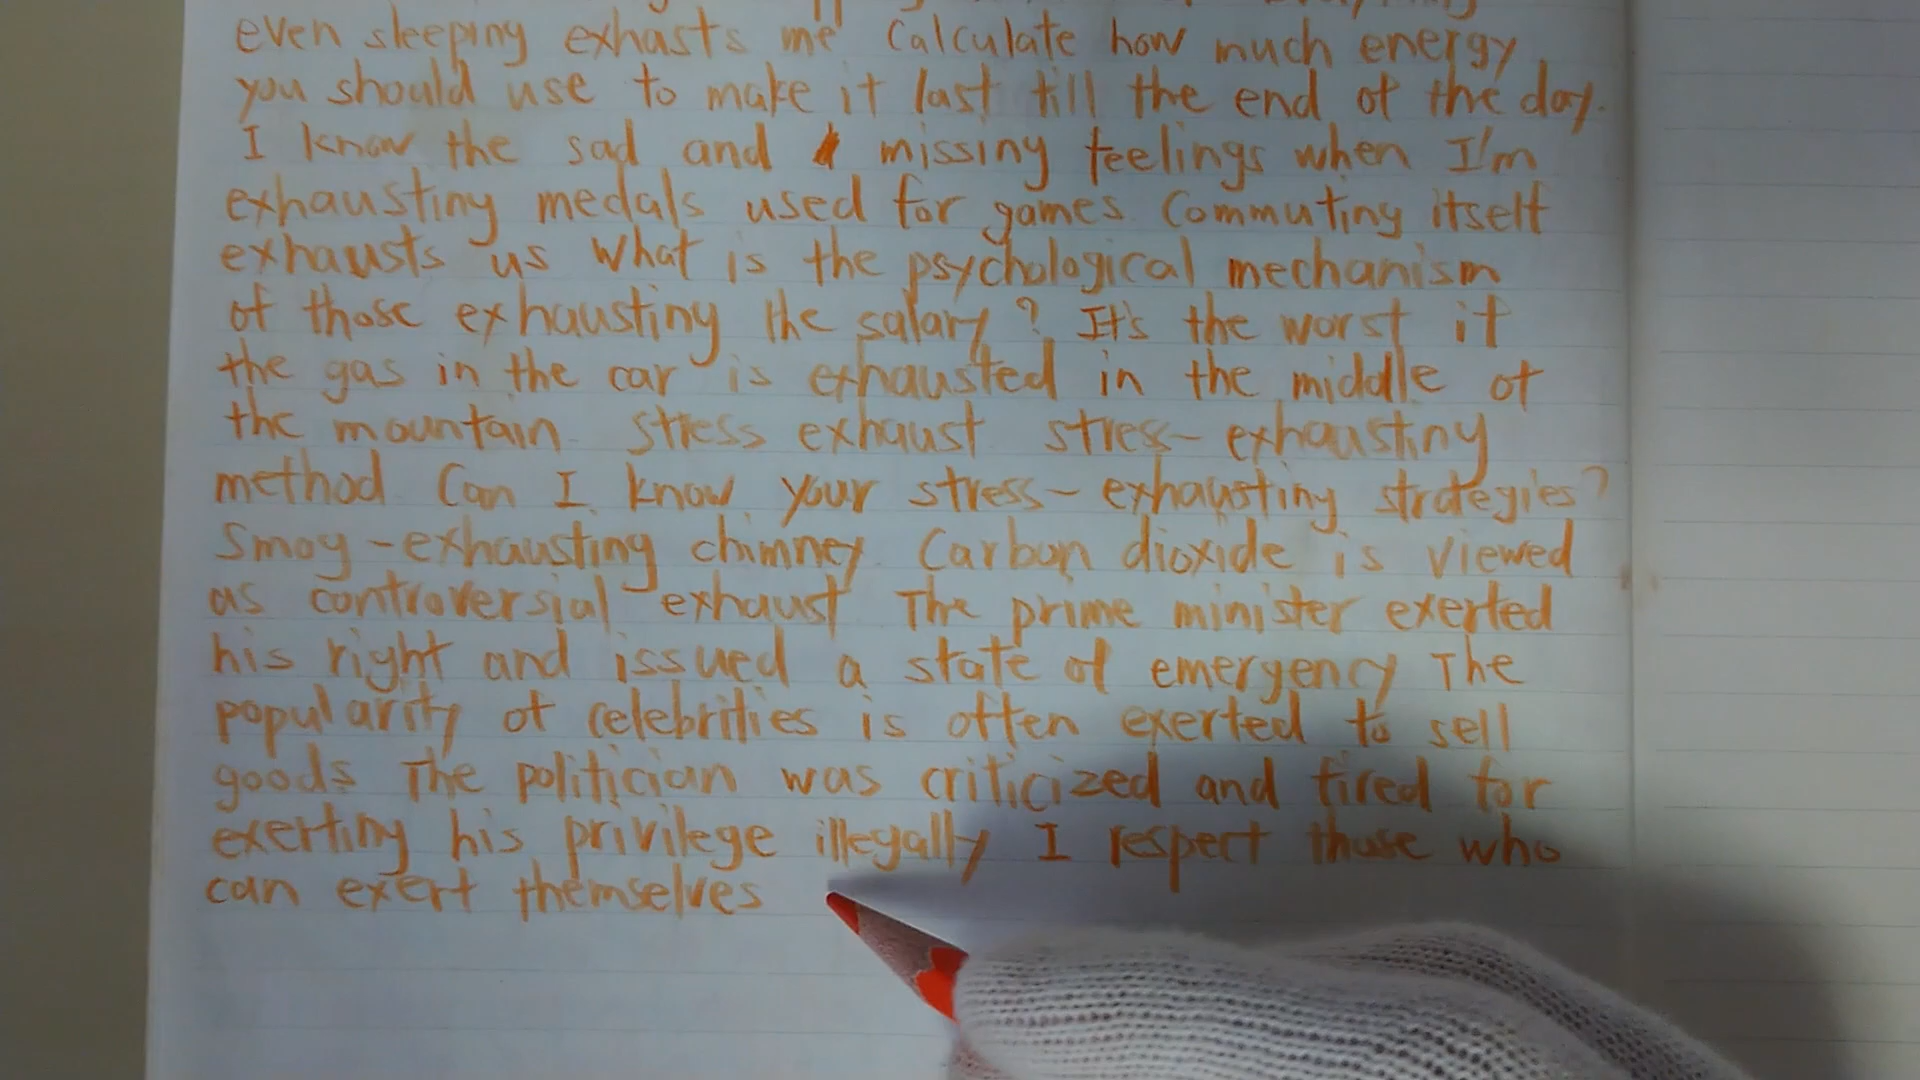 even sleeping exhasts me Calculate how much energy
you should use to make it last till the end of the day.
I know the sad and missing feelings when I'm
exhausting medals used for games. Commuting itself
exhausts us What is the psychological mechanism
of those exhausting the salary? It's the worst if
the gas in the car is exhausted in the middle of
the mountain. Stress exhaust stress-exhausting
method Can I know your stress-exhausting strategies?
Smog-exhausting chimney. Carbon dioxide is viewed
as controversial exhaust The prime minister exerted
his right and issued a state of emergency The
popularity of celebrities is often exerted to sell
goods The politician was criticized and fired for
exerting his privilege illegally I respect those who
can exert themselves